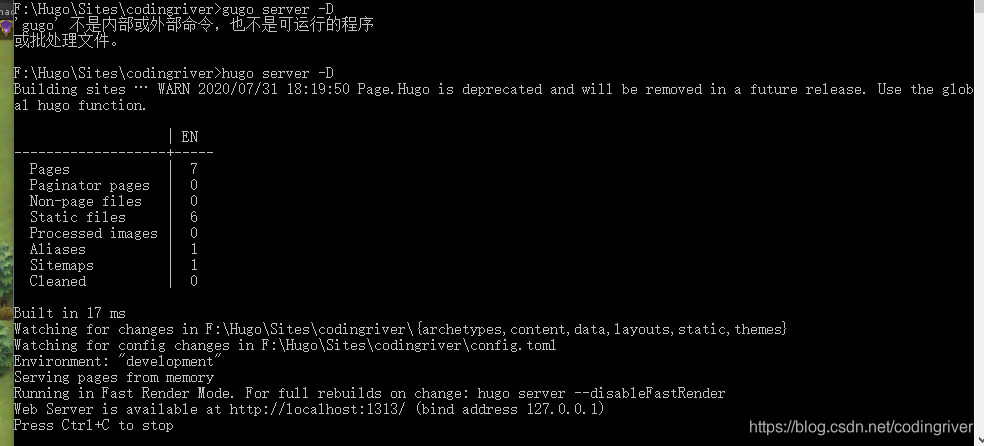 F:\Hugo\Sites\codingriver>gugo server -D
'gugo' 不是内部或外部命令，也不是可运行的程序
或批处理文件。
F:\Hugo\Sites\codingriver>hugo server -D
Building sites … WARN 2020/07/31 18:19:50 Page.Hugo is deprecated and will be removed in a future release. Use the glob
al hugo function.
| EN
-------------------+-----
Pages | 7
Paginator pages | 0
Non-page files | 0
Static files | 6
Processed images | 0
Aliases | 1
Sitemaps | 1
Cleaned | 0
Built in 17 ms
Watching for changes in F:\Hugo\Sites\codingriver\{archetypes,content,data,layouts,static,themes}
Watching for config changes in F:\Hugo\Sites\codingriver\config.toml
Environment: "development"
Serving pages from memory
Running in Fast Render Mode. For full rebuilds on change: hugo server --disableFastRender
Web Server is available at http://localhost:1313/ (bind address 127.0.0.1)
Press Ctrl+C to stop
https://blog.csdn.net/codingriver